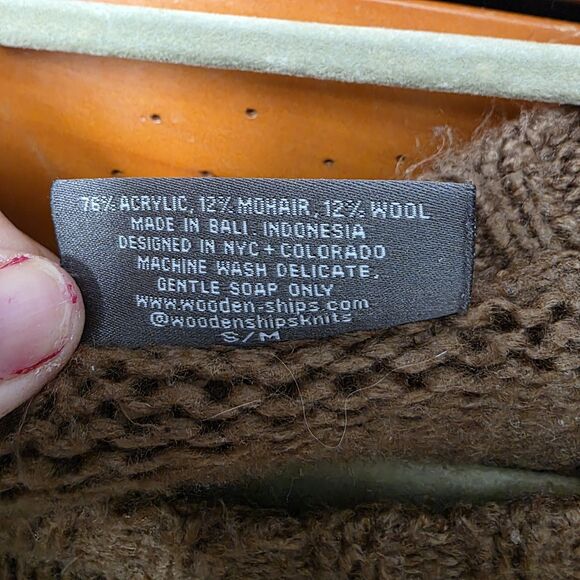 76% ACRYLIC, 12% MOHAIR, 12% WOOL
MADE IN BALI, INDONESIA
DESIGNED IN NYC + COLORADO
MACHINE WASH DELICATE,
GENTLE SOAP ONLY
www.wooden-ships.com
@woodenshipsknits
S/M